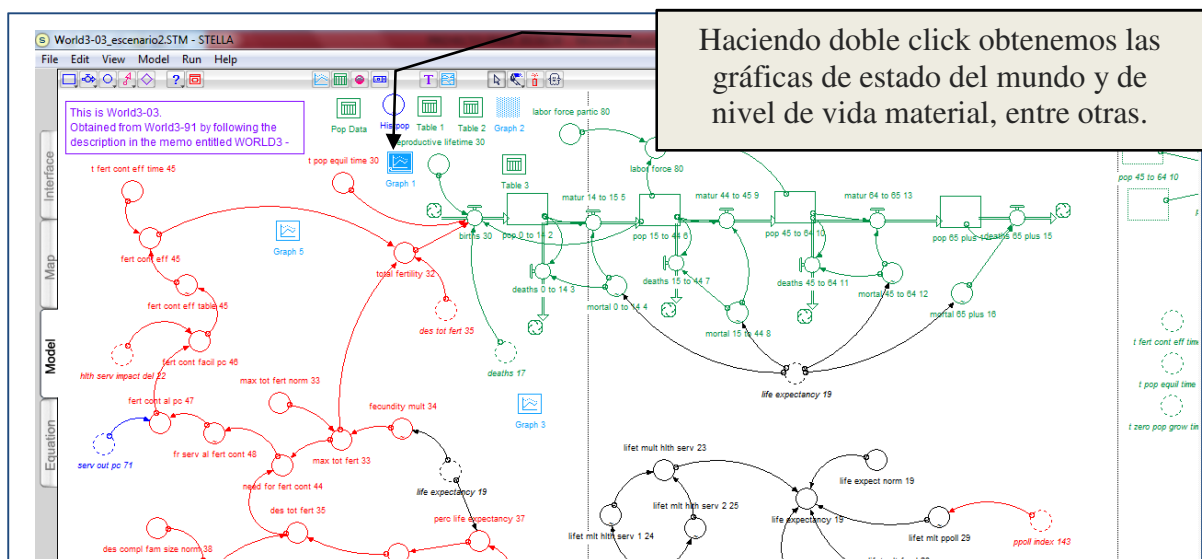 World3-03_escenario2.STM - STELLA
File Edit View Model Run Help
Haciendo doble click obtenemos las
gráficas de estado del mundo y de
nivel de vida material, entre otras.
This is World3-03.
Obtained from World3-91 by following the
description in the memo entitled WORLD3 -
Interface
Map
Model
Equation
Pop Data
His pop
Table 1
Table 2
Graph 2
labor force partic 80
reproductive lifetime 30
t pop equil time 30
Graph 1
Table 3
labor force 80
t fert cont eff time 45
matur 14 to 15 5
matur 44 to 45 9
matur 64 to 65 13
pop 45 to 64 10
births 30
pop 0 to 14 2
pop 15 to 44 6
pop 45 to 64 10
pop 65 plus
deaths 65 plus 15
Graph 5
fert cont eff 45
total fertility 32
deaths 0 to 14 3
deaths 15 to 44 7
deaths 45 to 64 11
mortal 0 to 14 4
mortal 15 to 44 8
mortal 45 to 64 12
mortal 65 plus 16
fert cont eff table 45
des tot fert 35
deaths 17
t fert cont eff time
t pop equil time
t zero pop grow tim
hlth serv impact del 22
fert cont facil pc 46
max tot fert norm 33
life expectancy 19
fert cont al pc 47
fecundity mult 34
Graph 3
serv out pc 71
fr serv al fert cont 48
max tot fert 33
need for fert cont 44
life expectancy 19
lifet mult hlth serv 23
life expect norm 19
des tot fert 35
perc life expectancy 37
lifet mlt hlth serv 2 25
life expectancy 19
lifet mlt hlth serv 1 24
lifet mlt ppoll 29
ppoll index 143
des compl fam size norm 38